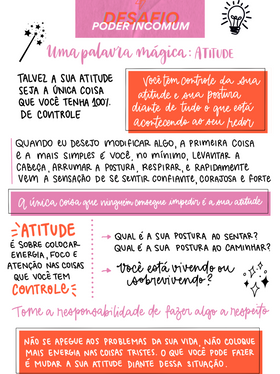 DESAFIO
PODER INCOMUM
Uma palavra mágica: ATITUDE
TALVEZ A SUA ATITUDE
SEJA A ÚNICA COISA
QUE VOCÊ TENHA 100%
DE CONTROLE
Você tem controle da sua
atitude e sua postura
diante de tudo o que está
acontecendo ao seu redor
QUANDO EU DESEJO MODIFICAR ALGO, A PRIMEIRA COISA
E A MAIS SIMPLES É VOCÊ, NO MÍNIMO, LEVANTAR A
CABEÇA, ARRUMAR A POSTURA, RESPIRAR, E RAPIDAMENTE
VEM A SENSAÇÃO DE SE SENTIR CONFIANTE, CORAJOSA E FORTE
A única coisa que ninguém consegue impedir é a sua atitude
ATITUDE
É SOBRE COLOCAR
ENERGIA, FOCO E
ATENÇÃO NAS COISAS
QUE VOCÊ TEM
CONTROLE!
QUAL É A SUA POSTURA AO SENTAR?
QUAL É A SUA POSTURA AO CAMINHAR?
Você está vivendo ou
sobrevivendo?
Tome a responsabilidade de fazer algo a respeito
NÃO SE APEGUE AOS PROBLEMAS DA SUA VIDA, NÃO COLOQUE
MAIS ENERGIA NAS COISAS TRISTES. O QUE VOCÊ PODE FAZER
É MUDAR A SUA ATITUDE DIANTE DESSA SITUAÇÃO.